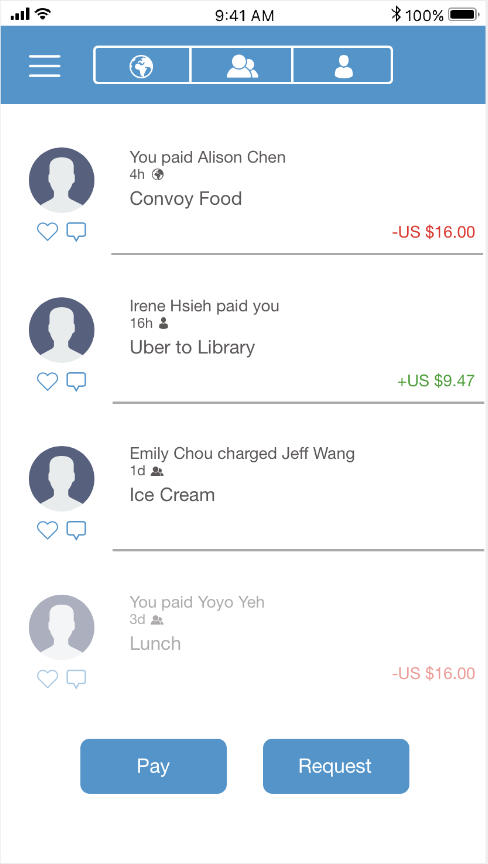 9:41 AM 100%
You paid Alison Chen
4h
Convoy Food
-US $16.00
Irene Hsieh paid you
16h
Uber to Library
+US $9.47
Emily Chou charged Jeff Wang
1d
Ice Cream
You paid Yoyo Yeh
3d
Lunch
-US $16.00
Pay Request